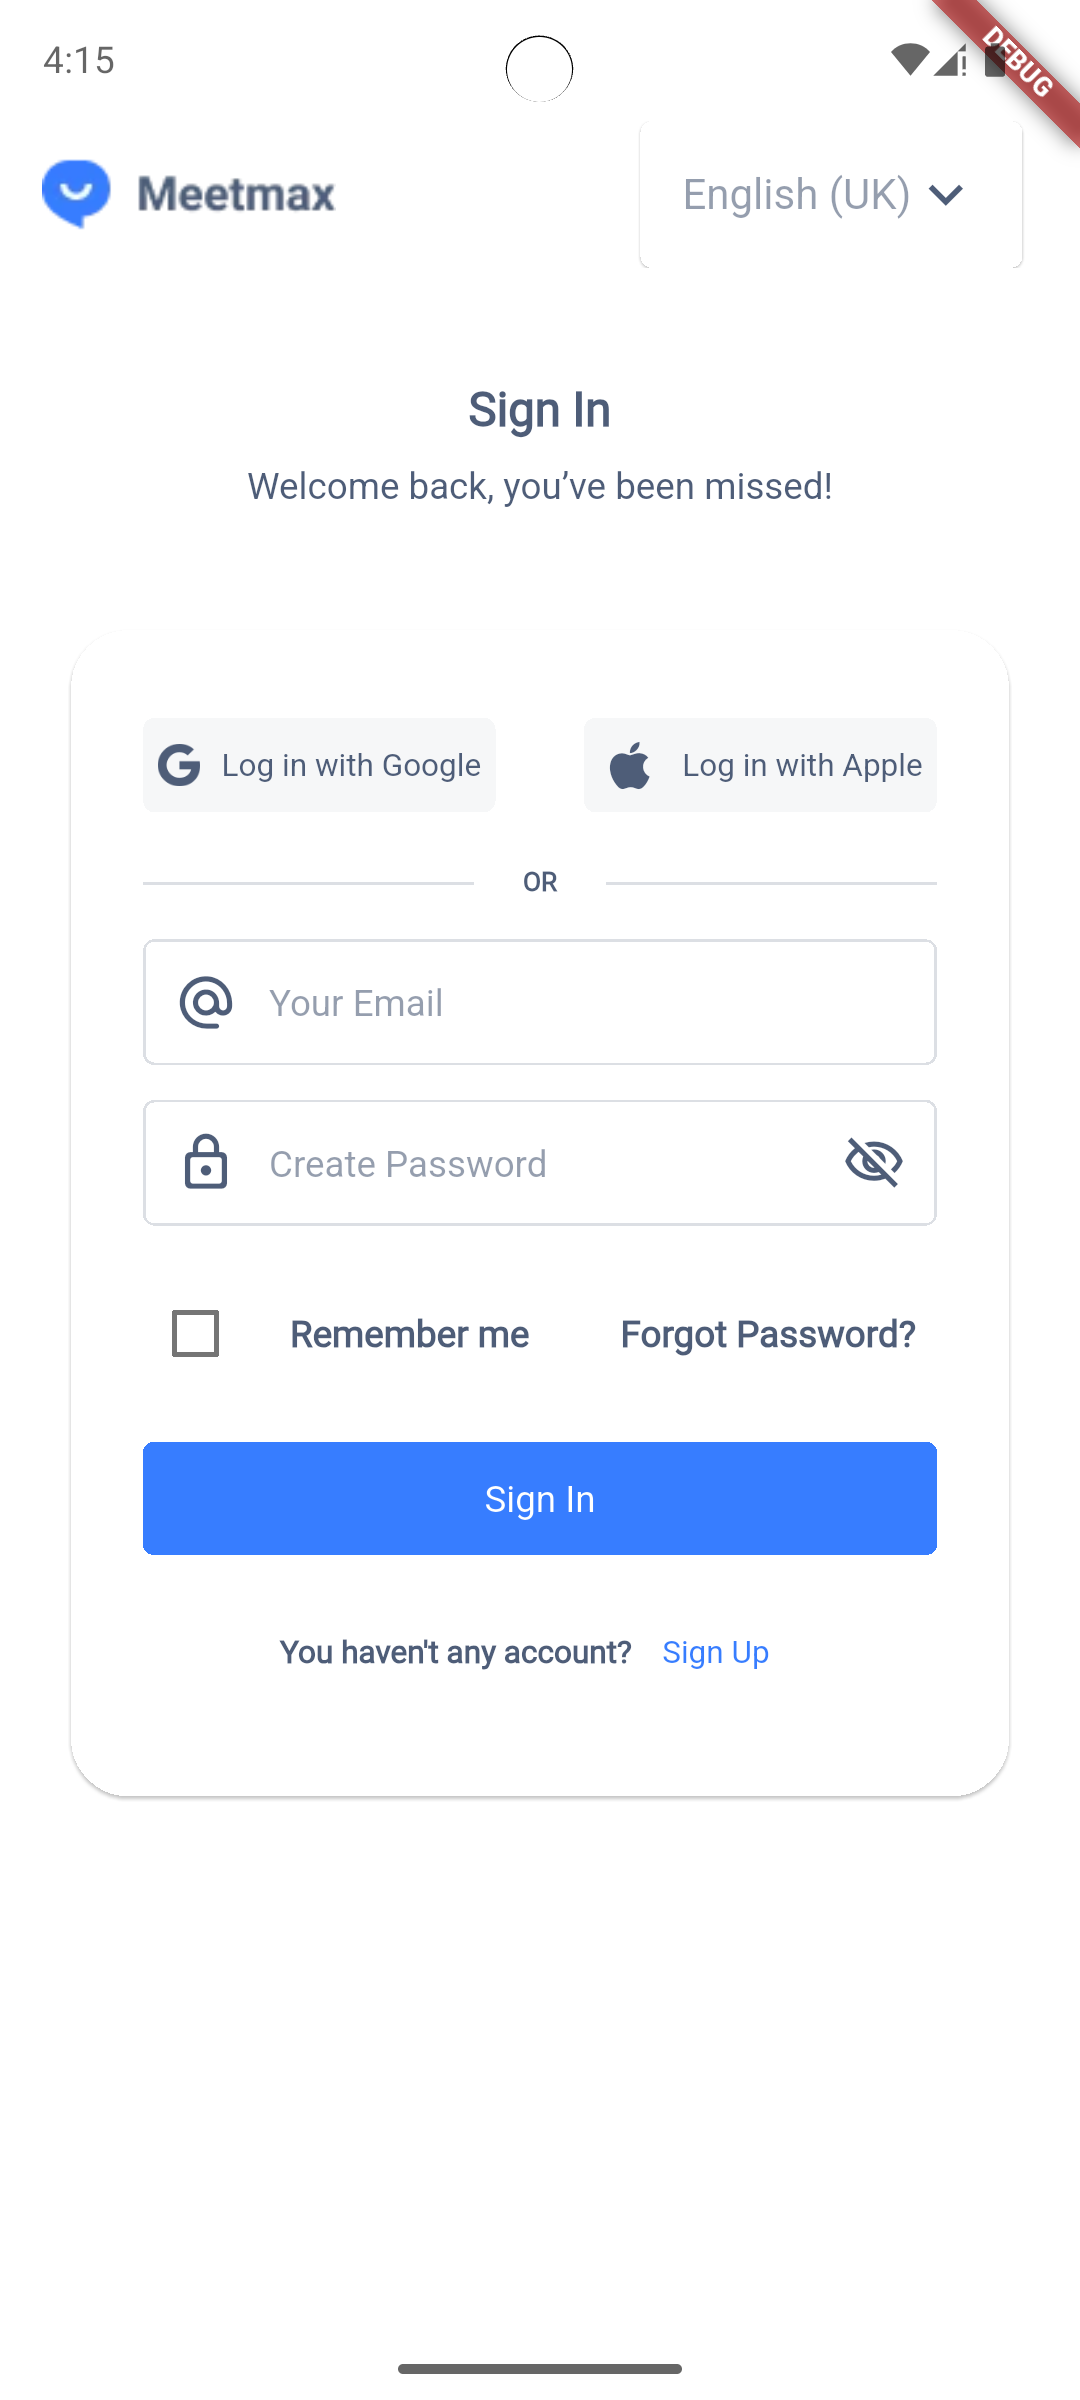 4:15
DEBUG
Meetmax
English (UK)
Sign In
Welcome back, you’ve been missed!
Log in with Google
Log in with Apple
OR
Your Email
Create Password
Remember me
Forgot Password?
Sign In
You haven't any account? Sign Up